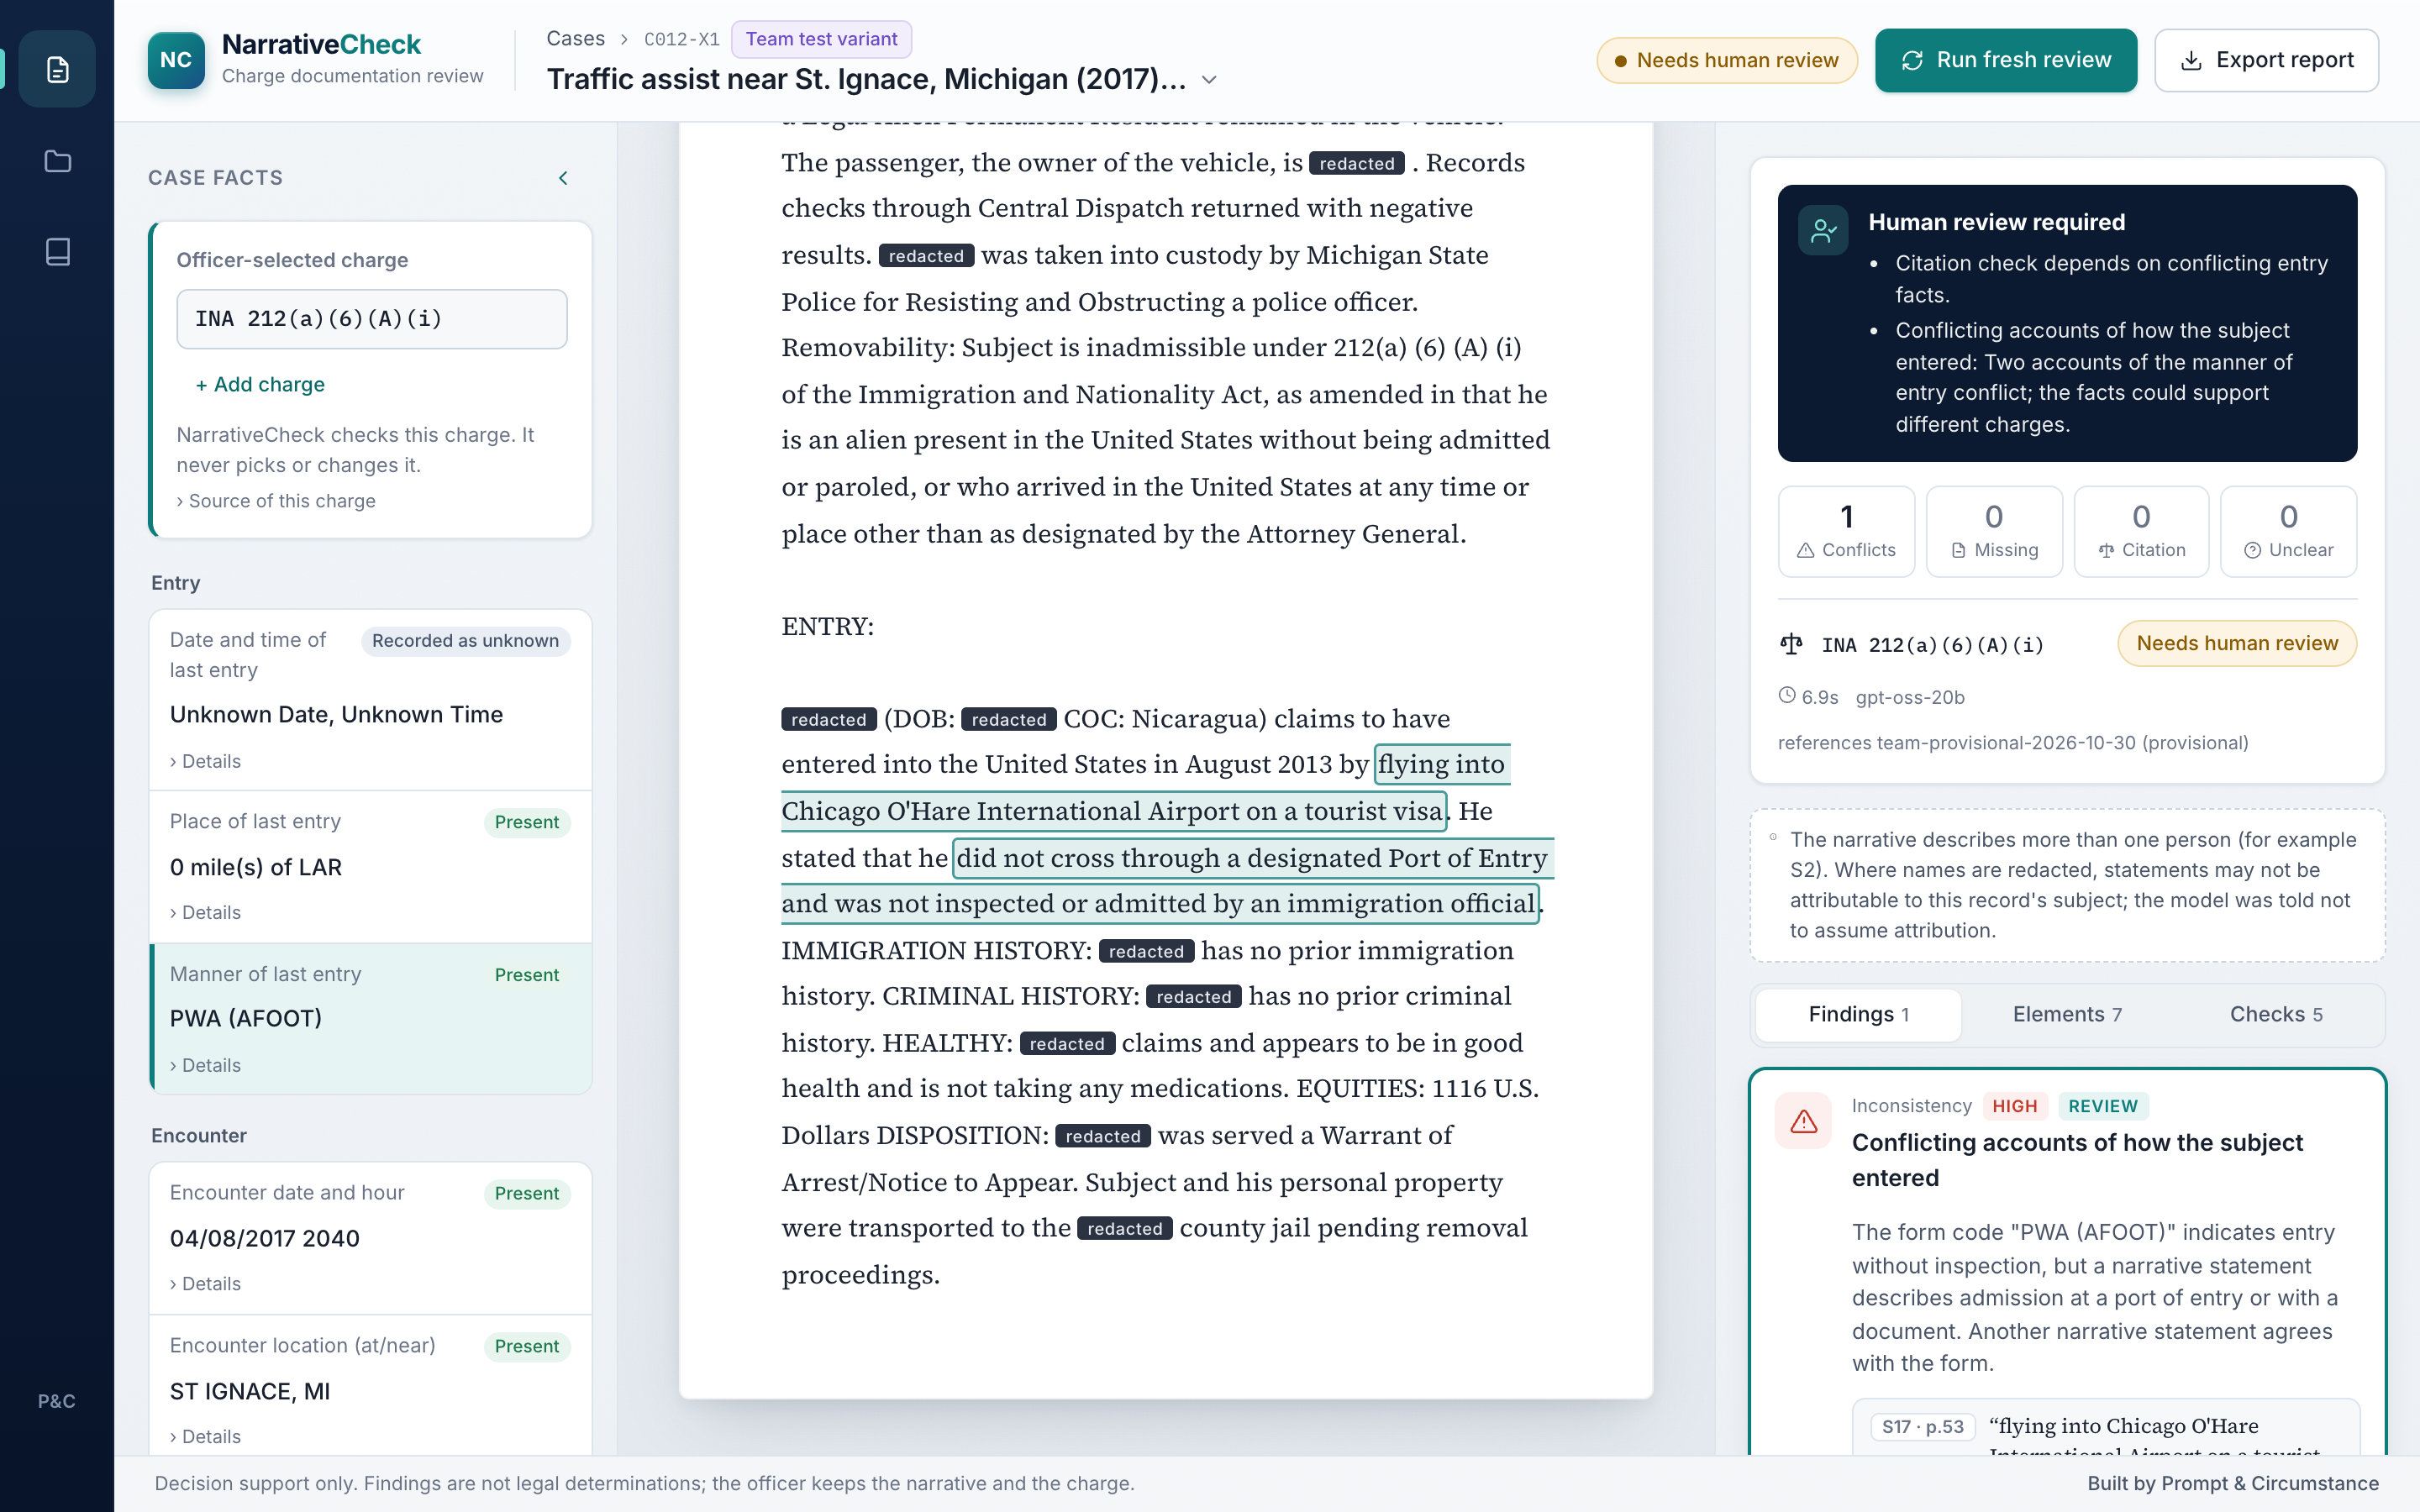 NC
NarrativeCheck
Charge documentation review
Cases › C012-X1 Team test variant
Traffic assist near St. Ignace, Michigan (2017)...
Needs human review
Run fresh review
Export report
P&C
CASE FACTS
Officer-selected charge
INA 212(a)(6)(A)(i)
+ Add charge
NarrativeCheck checks this charge. It
never picks or changes it.
› Source of this charge
Entry
Date and time of
last entry
Recorded as unknown
Unknown Date, Unknown Time
› Details
Place of last entry
Present
0 mile(s) of LAR
› Details
Manner of last entry
Present
PWA (AFOOT)
› Details
Encounter
Encounter date and hour
Present
04/08/2017 2040
› Details
Encounter location (at/near)
Present
ST IGNACE, MI
› Details
a Legal Alien Permanent Resident remained in the vehicle.
The passenger, the owner of the vehicle, is redacted . Records
checks through Central Dispatch returned with negative
results. redacted was taken into custody by Michigan State
Police for Resisting and Obstructing a police officer.
Removability: Subject is inadmissible under 212(a) (6) (A) (i)
of the Immigration and Nationality Act, as amended in that he
is an alien present in the United States without being admitted
or paroled, or who arrived in the United States at any time or
place other than as designated by the Attorney General.
ENTRY:
redacted (DOB: redacted COC: Nicaragua) claims to have
entered into the United States in August 2013 by flying into
Chicago O'Hare International Airport on a tourist visa. He
stated that he did not cross through a designated Port of Entry
and was not inspected or admitted by an immigration official.
IMMIGRATION HISTORY: redacted has no prior immigration
history. CRIMINAL HISTORY: redacted has no prior criminal
history. HEALTHY: redacted claims and appears to be in good
health and is not taking any medications. EQUITIES: 1116 U.S.
Dollars DISPOSITION: redacted was served a Warrant of
Arrest/Notice to Appear. Subject and his personal property
were transported to the redacted county jail pending removal
proceedings.
Human review required
• Citation check depends on conflicting entry
facts.
• Conflicting accounts of how the subject
entered: Two accounts of the manner of
entry conflict; the facts could support
different charges.
1
Conflicts
0
Missing
0
Citation
0
Unclear
INA 212(a)(6)(A)(i)
Needs human review
6.9s gpt-oss-20b
references team-provisional-2026-10-30 (provisional)
The narrative describes more than one person (for example
S2). Where names are redacted, statements may not be
attributable to this record's subject; the model was told not
to assume attribution.
Findings 1
Elements 7
Checks 5
Inconsistency HIGH REVIEW
Conflicting accounts of how the subject
entered
The form code "PWA (AFOOT)" indicates entry
without inspection, but a narrative statement
describes admission at a port of entry or with a
document. Another narrative statement agrees
with the form.
S17 · p.53 “flying into Chicago O'Hare
International Airport on a tourist
Decision support only. Findings are not legal determinations; the officer keeps the narrative and the charge.
Built by Prompt & Circumstance